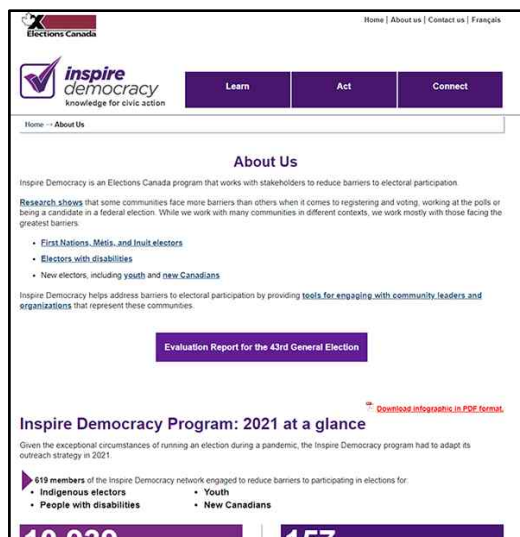 Elections Canada
Home | About us | Contact us | Français
inspire
democracy
knowledge for civic action
Learn
Act
Connect
Home → About Us
About Us
Inspire Democracy is an Elections Canada program that works with stakeholders to reduce barriers to electoral participation.
Research shows that some communities face more barriers than others when it comes to registering and voting, working at the polls or
being a candidate in a federal election. While we work with many communities in different contexts, we work mostly with those facing the
greatest barriers.
• First Nations, Métis, and Inuit electors
• Electors with disabilities
• New electors, including youth and new Canadians
Inspire Democracy helps address barriers to electoral participation by providing tools for engaging with community leaders and
organizations that represent these communities.
Evaluation Report for the 43rd General Election
Download infographic in PDF format.
Inspire Democracy Program: 2021 at a glance
Given the exceptional circumstances of running an election during a pandemic, the Inspire Democracy program had to adapt its
outreach strategy in 2021.
619 members of the Inspire Democracy network engaged to reduce barriers to participating in elections for:
• Indigenous electors
• People with disabilities
• Youth
• New Canadians
157